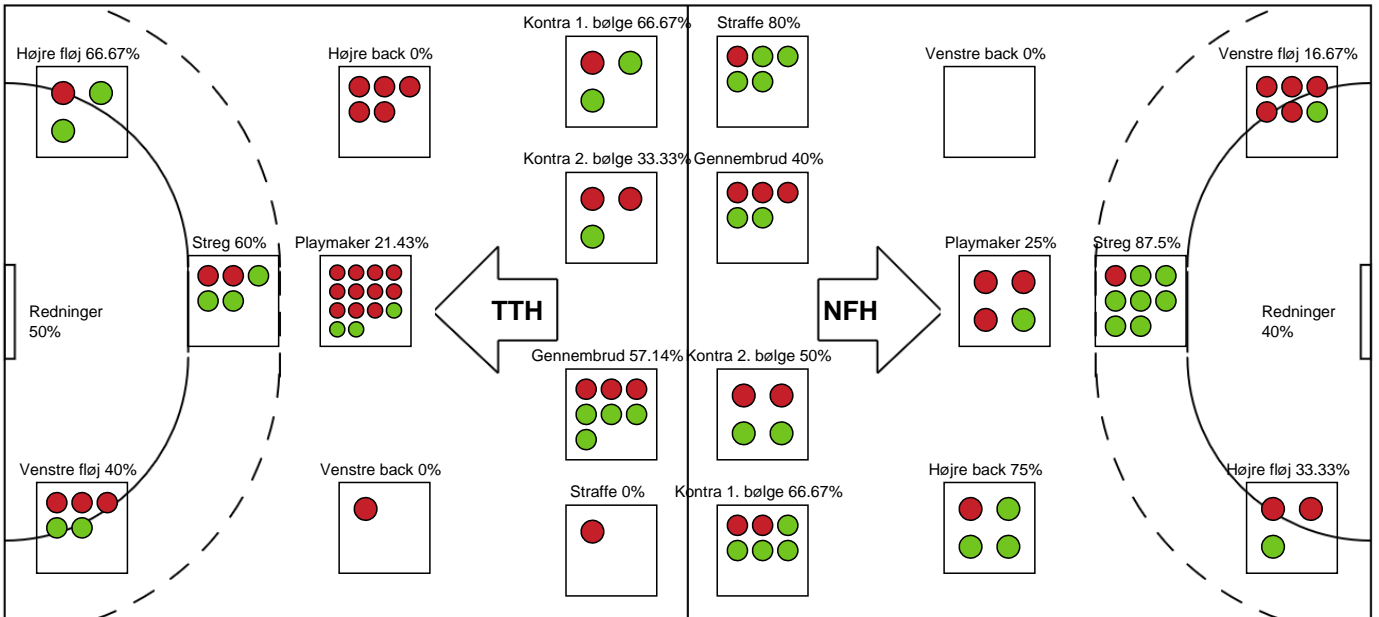 Kontra 1. bølge 66.67%
Straffe 80%
Højre fløj 66.67%
Højre back 0%
Venstre back 0%
Venstre fløj 16.67%
Kontra 2. bølge 33.33%
Gennembrud 40%
Streg 60%
Playmaker 21.43%
Playmaker 25%
Streg 87.5%
Redninger
50%
TTH
NFH
Redninger
40%
Gennembrud 57.14%
Kontra 2. bølge 50%
Venstre fløj 40%
Venstre back 0%
Straffe 0%
Kontra 1. bølge 66.67%
Højre back 75%
Højre fløj 33.33%